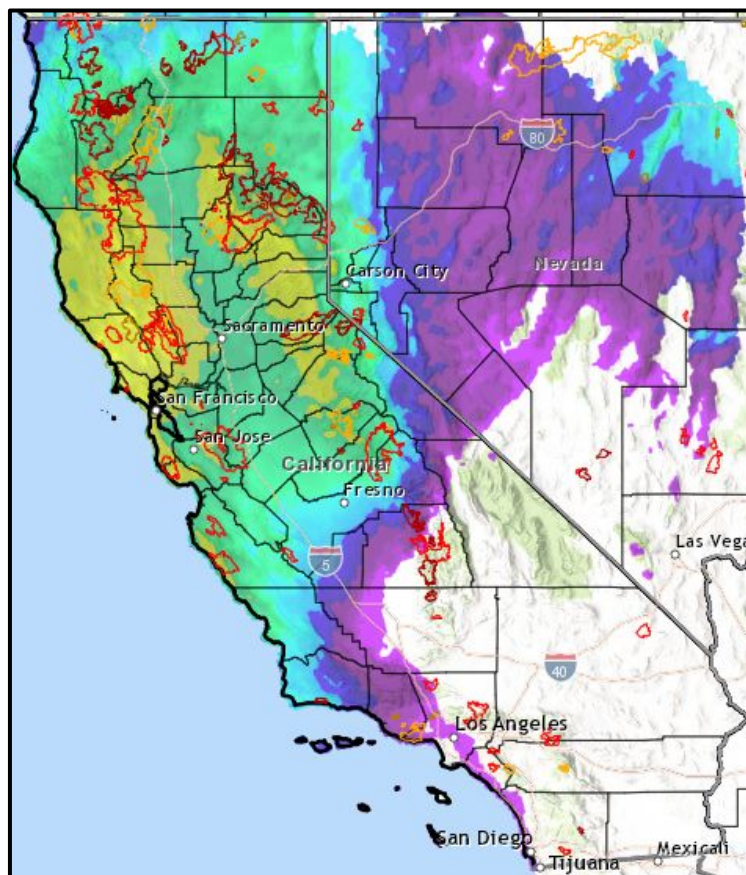 80
Carson City
Nevada
Sacramento
San Francisco
San Jose
California
Fresno
5
Las Vega
40
Los Angeles
San Diego
Tijuana
Mexicali